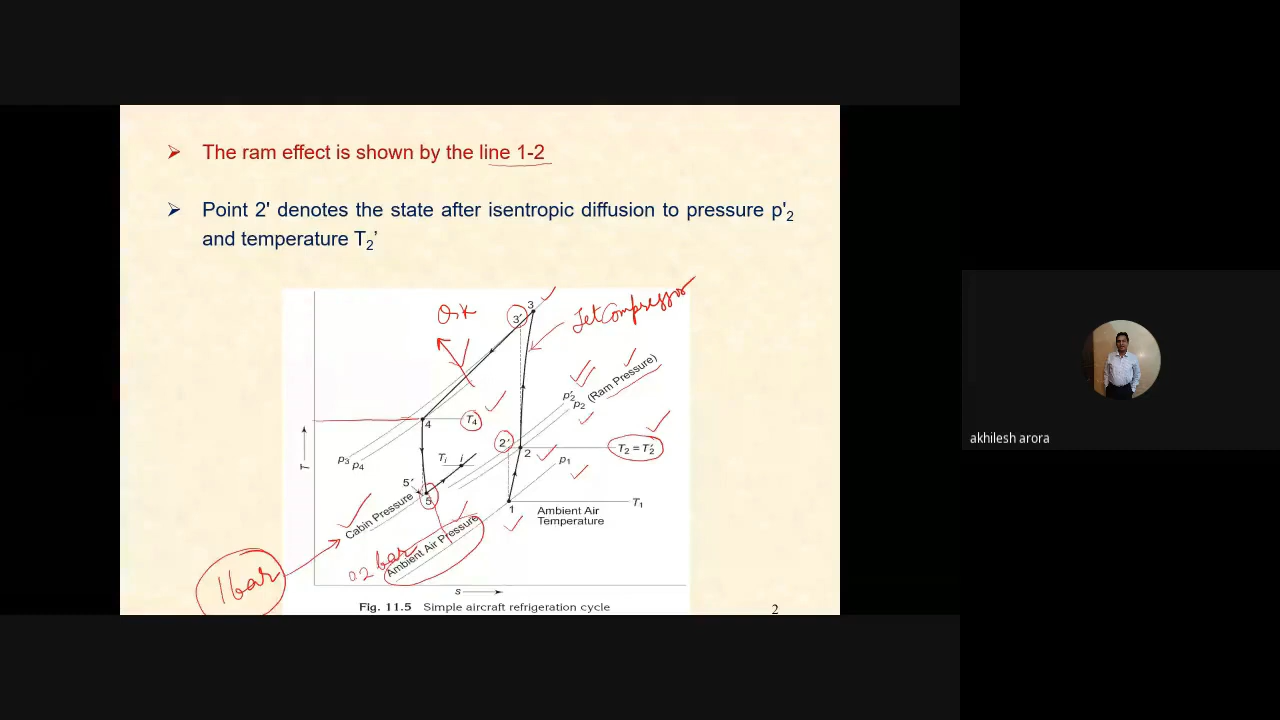 The ram effect is shown by the line 1-2
Point 2' denotes the state after isentropic diffusion to pressure p'2
and temperature T2'
3
3'
Jet Compressor
p'2
p2 (Ram Pressure)
T4
4
2'
T2 = T'2
2
p3
p4
T
Ti
i
p1
5'
5
Cabin Pressure
1
T1
Ambient Air
Temperature
Ambient Air Pressure
0.2 bar
1 bar
s
Fig. 11.5 Simple aircraft refrigeration cycle
2
akhilesh arora